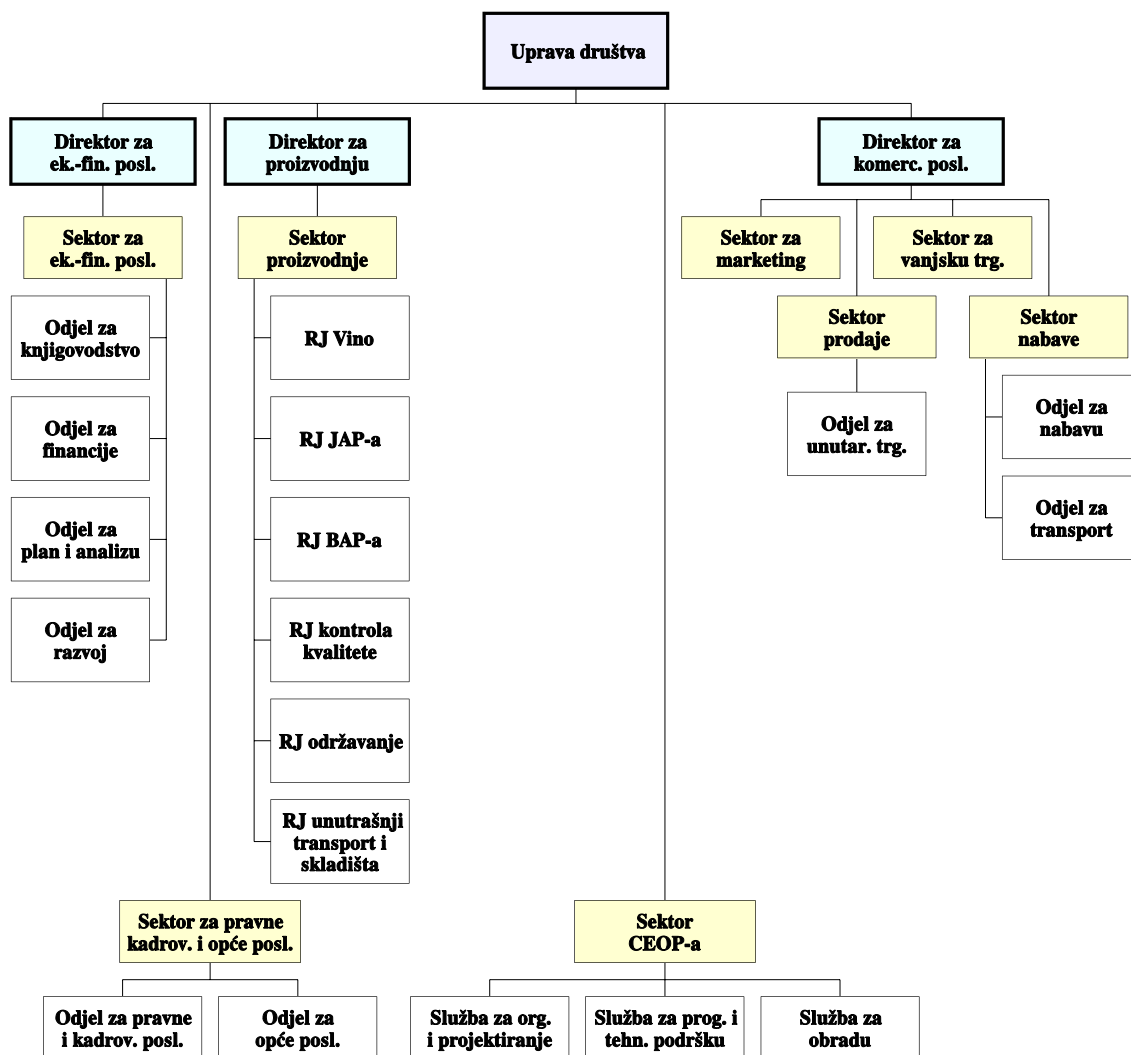 Uprava društva
Direktor za
ek.-fin. posl.
Direktor za
proizvodnju
Direktor za
komerc. posl.
Sektor za
ek.-fin. posl.
Sektor
proizvodnje
Sektor za
marketing
Sektor za
vanjsku trg.
Sektor
prodaje
Sektor
nabave
Odjel za
knjigovodstvo
Odjel za
financije
Odjel za
plan i analizu
Odjel za
razvoj
RJ Vino
RJ JAP-a
RJ BAP-a
RJ kontrola
kvalitete
RJ održavanje
RJ unutrašnji
transport i
skladišta
Odjel za
unutar. trg.
Odjel za
nabavu
Odjel za
transport
Sektor za pravne
kadrov. i opće posl.
Sektor
CEOP-a
Odjel za pravne
i kadrov. posl.
Odjel za
opće posl.
Služba za org.
i projektiranje
Služba za prog. i
tehn. podršku
Služba za
obradu